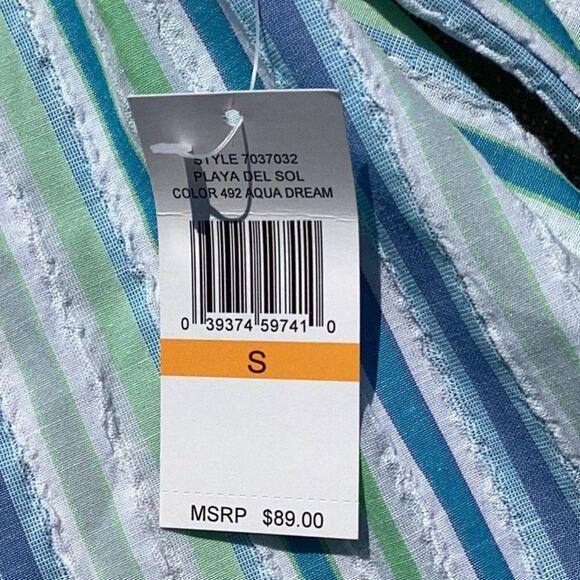 STYLE 7037032
PLAYA DEL SOL
COLOR 492 AQUA DREAM
0 39374 59741 0
S
MSRP $89.00